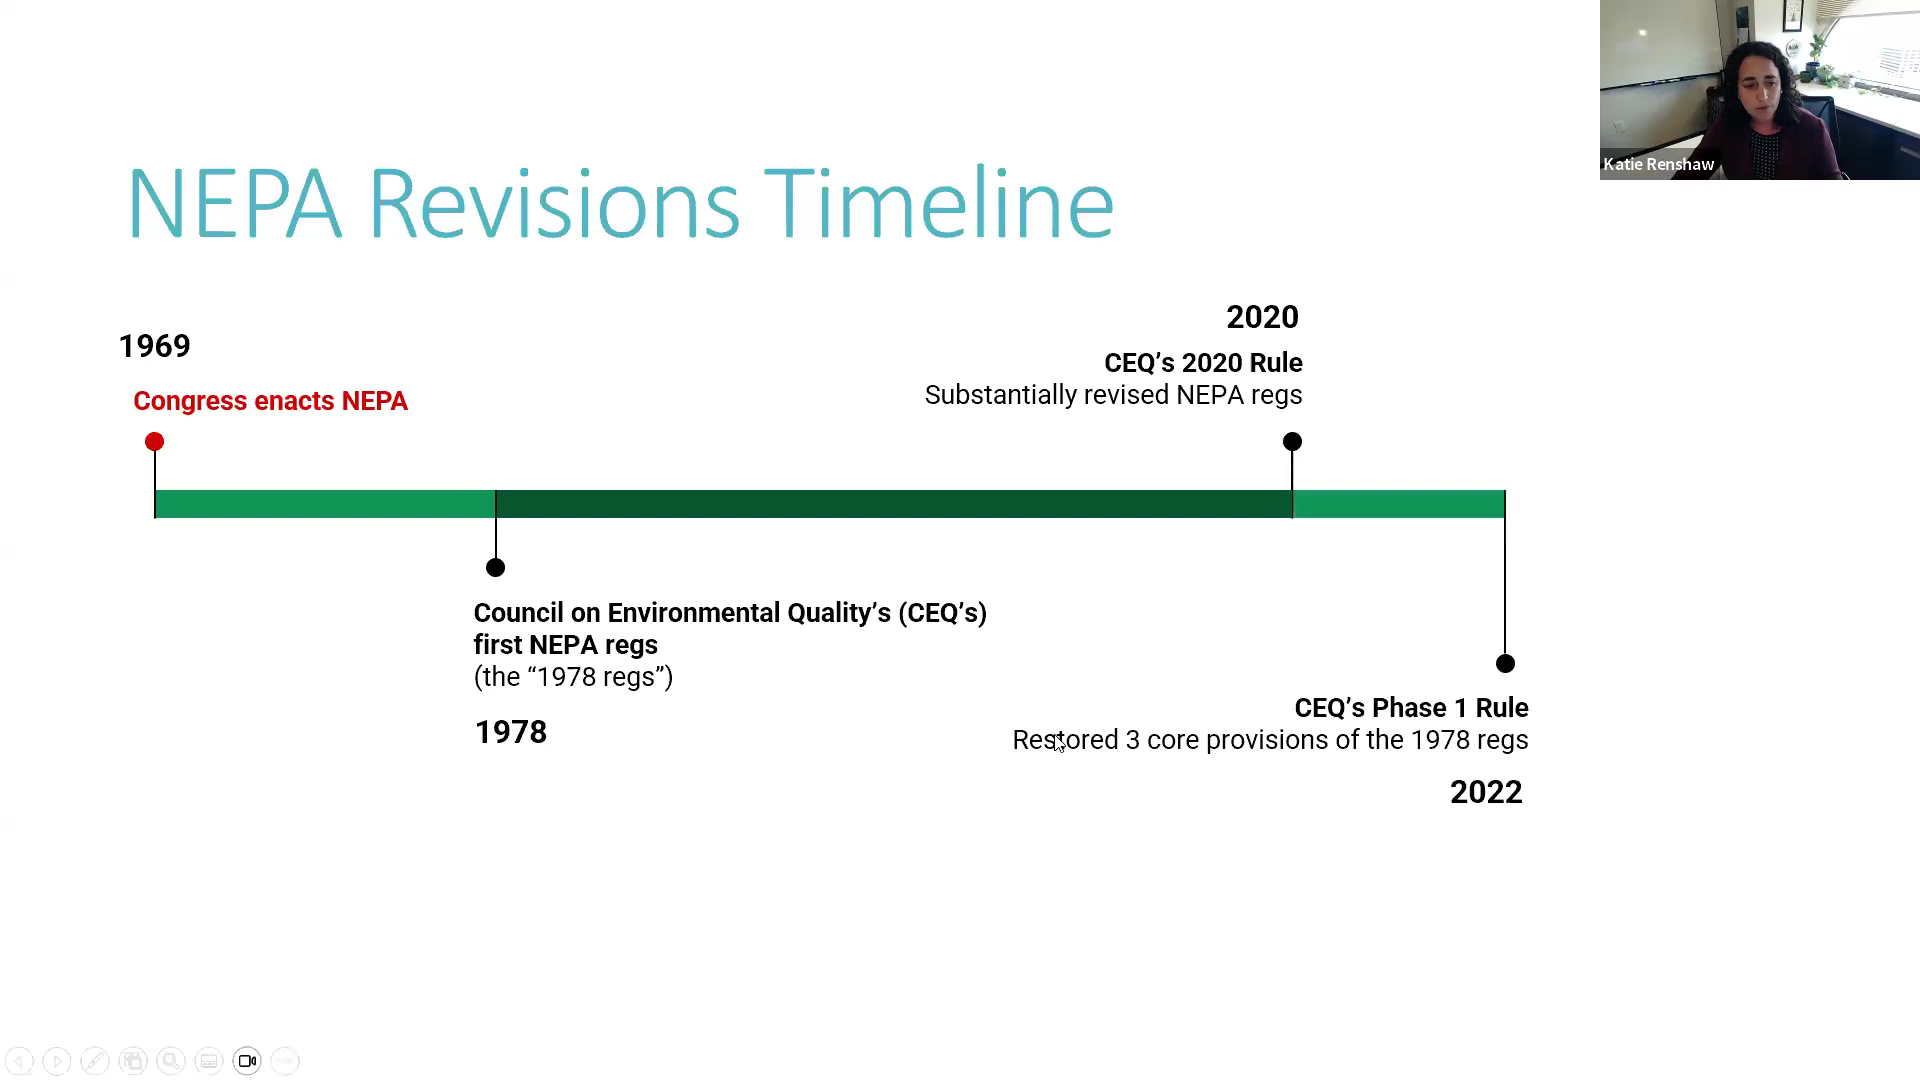 Katie Renshaw
NEPA Revisions Timeline
1969
Congress enacts NEPA
2020
CEQ’s 2020 Rule
Substantially revised NEPA regs
Council on Environmental Quality’s (CEQ’s)
first NEPA regs
(the “1978 regs”)
1978
CEQ’s Phase 1 Rule
Restored 3 core provisions of the 1978 regs
2022